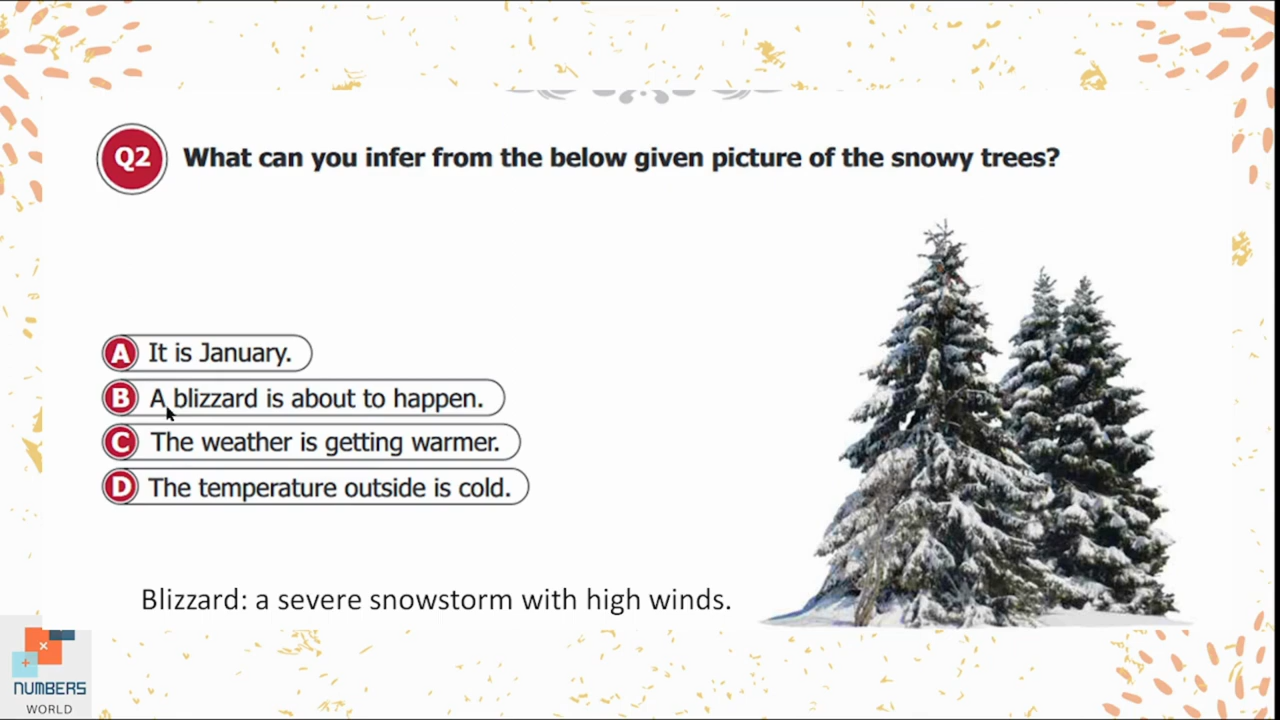 Q2 What can you infer from the below given picture of the snowy trees?
A It is January.
B A blizzard is about to happen.
C The weather is getting warmer.
D The temperature outside is cold.
Blizzard: a severe snowstorm with high winds.
NUMBERS
WORLD